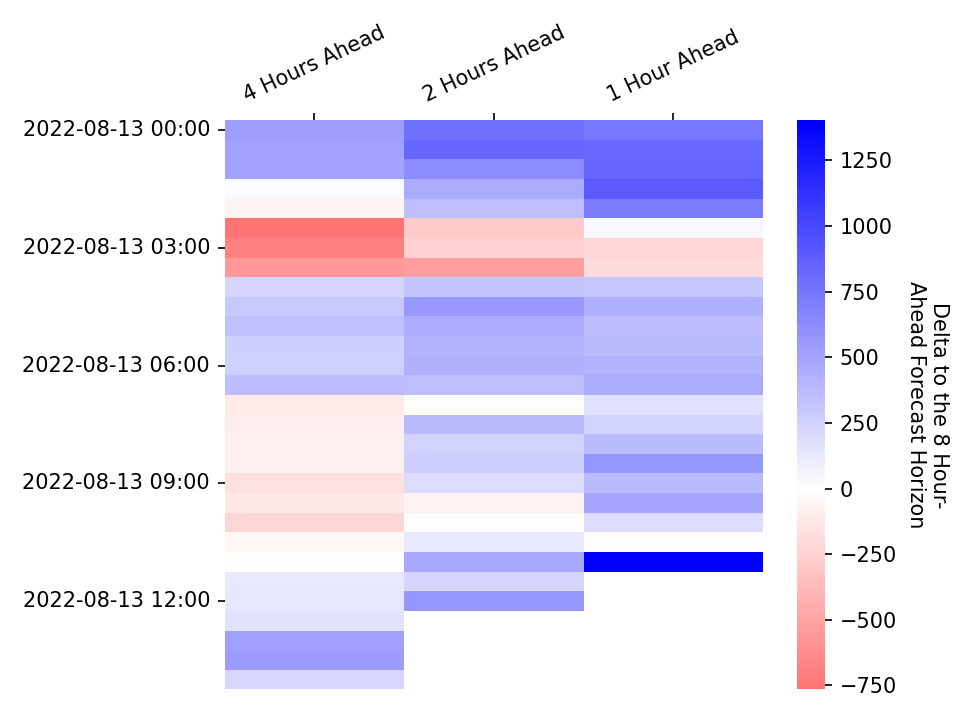 4 Hours Ahead
2 Hours Ahead
1 Hour Ahead
2022-08-13 00:00
2022-08-13 03:00
2022-08-13 06:00
2022-08-13 09:00
2022-08-13 12:00
1250
1000
750
500
250
0
−250
−500
−750
Delta to the 8 Hour-
Ahead Forecast Horizon